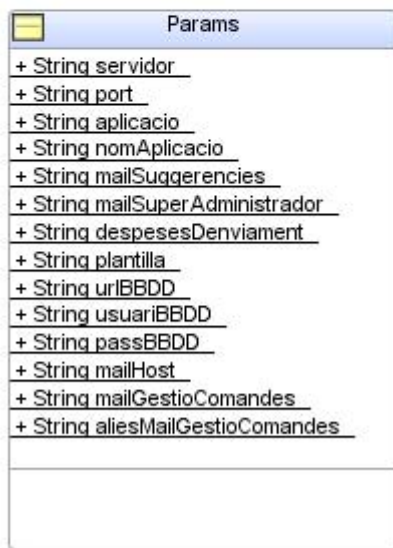 Params
+ String servidor
+ String port
+ String aplicacio
+ String nomAplicacio
+ String mailSuggerencies
+ String mailSuperAdministrador
+ String despesesDenviament
+ String plantilla
+ String urlBBDD
+ String usuariBBDD
+ String passBBDD
+ String mailHost
+ String mailGestioComandes
+ String aliesMailGestioComandes